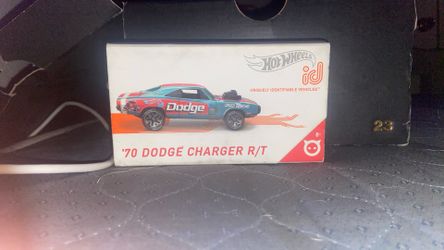 HOT WHEELS
id
UNIQUELY IDENTIFIABLE VEHICLES
Dodge
'70 DODGE CHARGER R/T
23